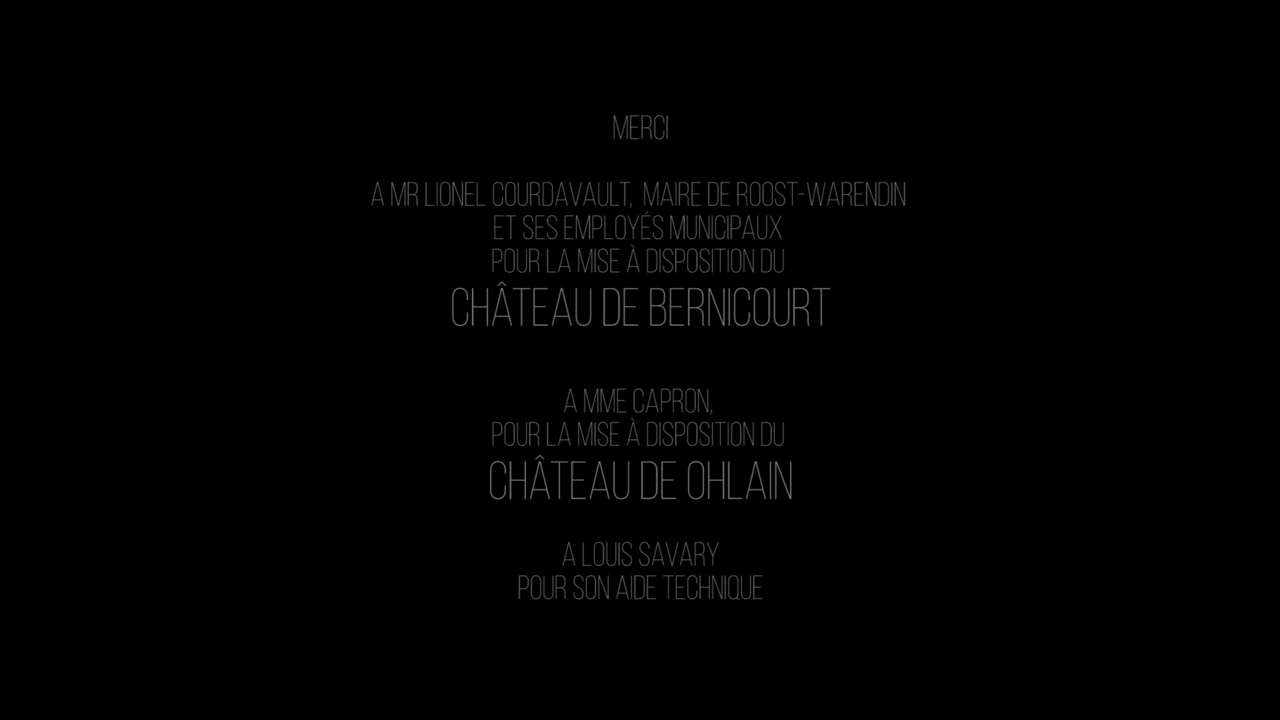 MERCI
A MR LIONEL COURDAVAULT, MAIRE DE ROOST-WARENDIN
ET SES EMPLOYÉS MUNICIPAUX
POUR LA MISE À DISPOSITION DU
CHÂTEAU DE BERNICOURT
A MME CAPRON,
POUR LA MISE À DISPOSITION DU
CHÂTEAU DE OHLAIN
A LOUIS SAVARY
POUR SON AIDE TECHNIQUE